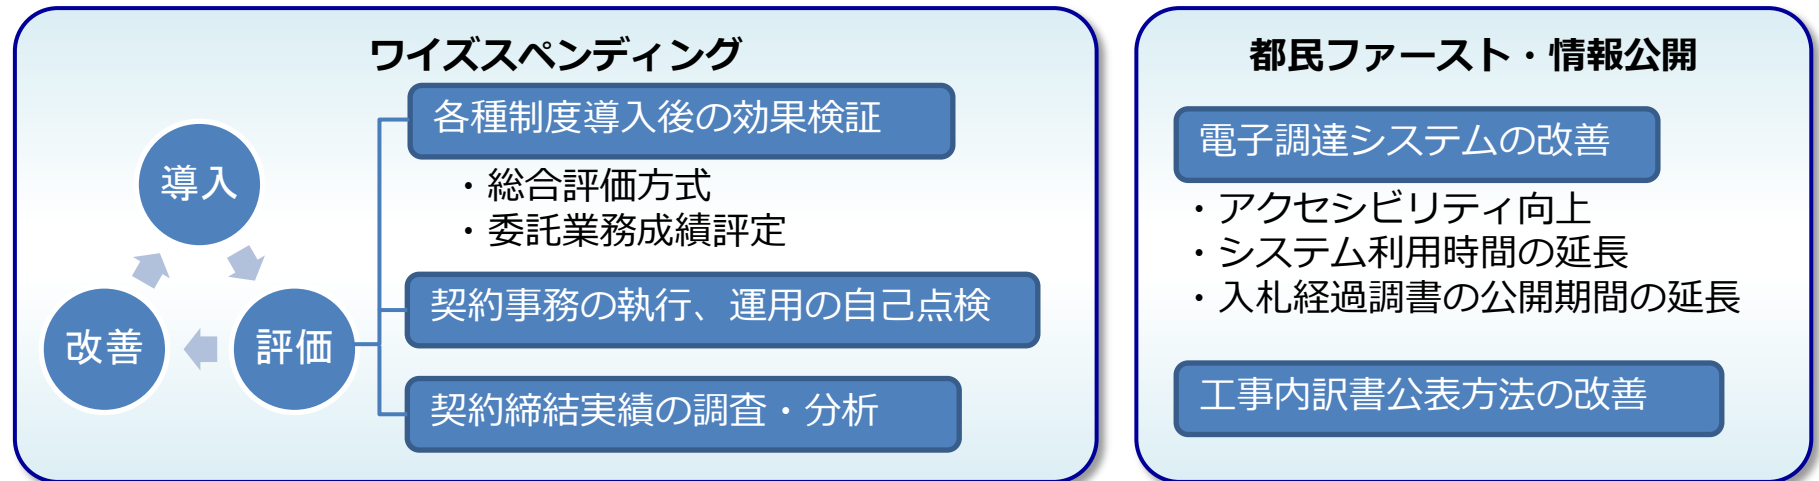 ワイズスペンディング
導入
評価
改善
各種制度導入後の効果検証
・総合評価方式
・委託業務成績評定
契約事務の執行、運用の自己点検
契約締結実績の調査・分析
都民ファースト・情報公開
電子調達システムの改善
・アクセシビリティ向上
・システム利用時間の延長
・入札経過調書の公開期間の延長
工事内訳書公表方法の改善